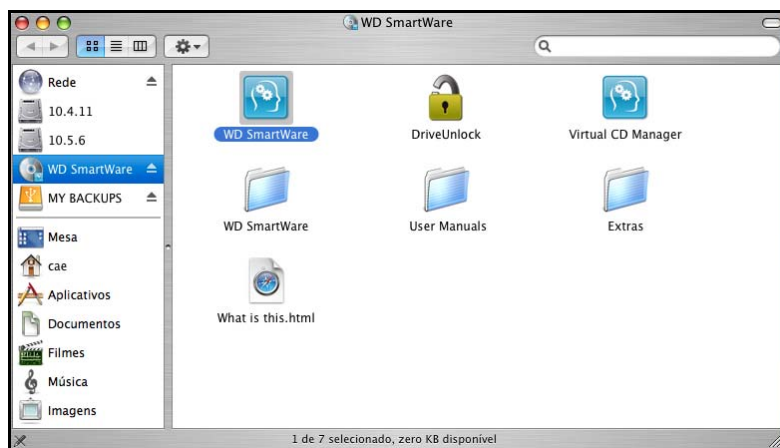 WD SmartWare
Rede
10.4.11
10.5.6
WD SmartWare
MY BACKUPS
Mesa
cae
Aplicativos
Documentos
Filmes
Música
Imagens
WD SmartWare
DriveUnlock
Virtual CD Manager
WD SmartWare
User Manuals
Extras
What is this.html
1 de 7 selecionado, zero KB disponível